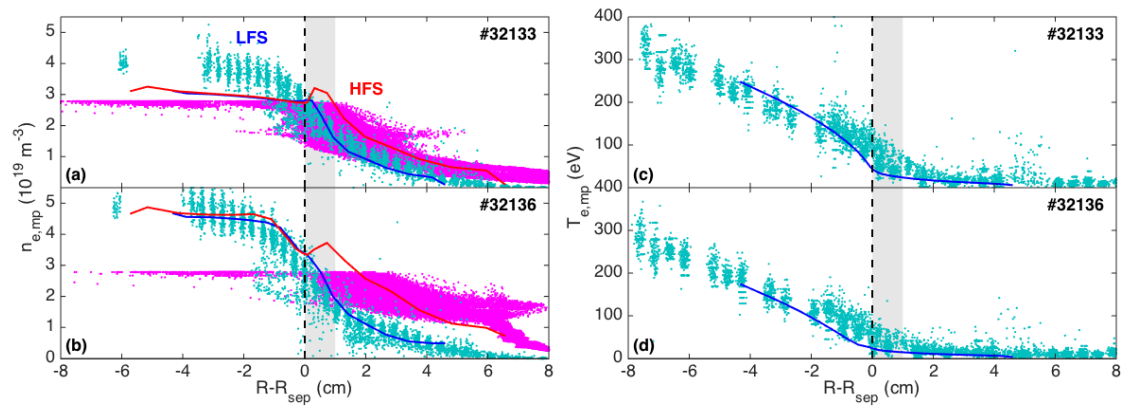 5
4
3
2
1
LFS
HFS
#32133
(a)
n_e,mp (10^19 m^-3)
5
4
3
2
1
0
#32136
(b)
-8 -6 -4 -2 0 2 4 6 8
R-R_sep (cm)
400
300
200
100
#32133
(c)
T_e,mp (eV)
400
300
200
100
0
#32136
(d)
-8 -6 -4 -2 0 2 4 6 8
R-R_sep (cm)